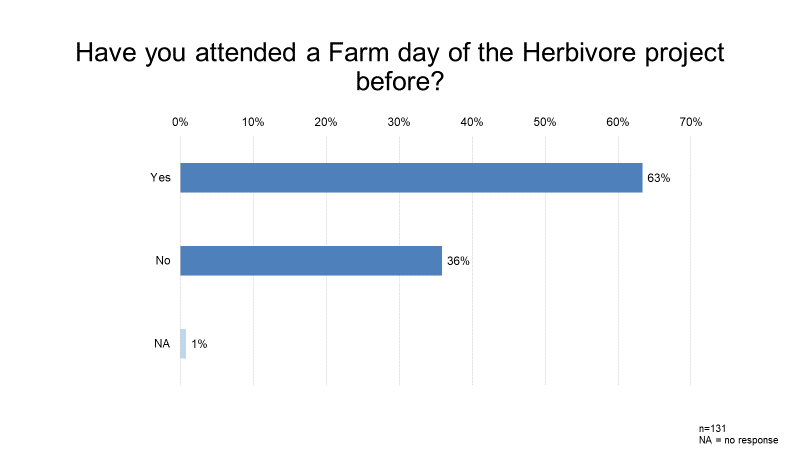 Have you attended a Farm day of the Herbivore project
before?
0% 10% 20% 30% 40% 50% 60% 70%
Yes 63%
No 36%
NA 1%
n=131
NA = no response